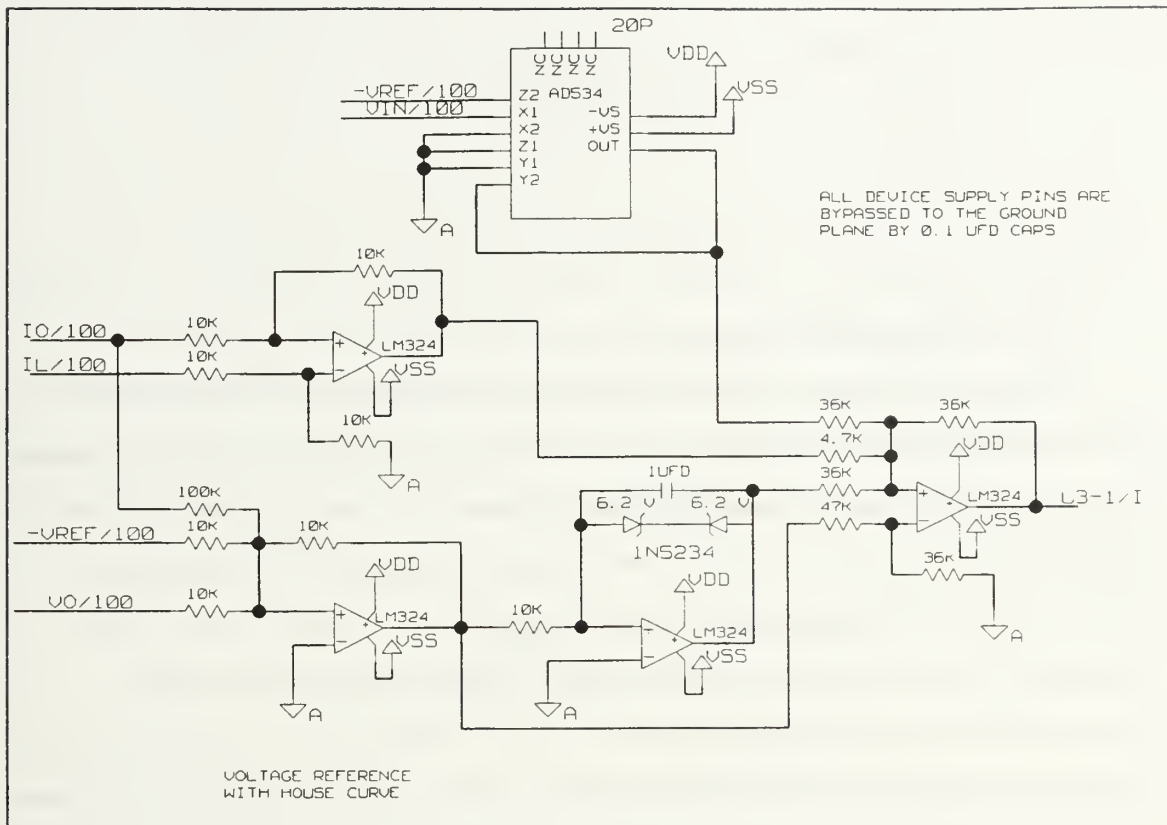 20P
NC NC NC NC
VDD
VSS
-VREF/100
VIN/100
Z2 AD534
X1
X2
Z1
Y1
Y2
-VS
+VS
OUT
A
ALL DEVICE SUPPLY PINS ARE
BYPASSED TO THE GROUND
PLANE BY 0.1 UFD CAPS
10K
VDD
IO/100
10K
+
LM324
+
IL/100
10K
-
VSS
10K
A
36K
36K
4.7K
VDD
36K
+
LM324
+
L3-1/I
47K
-
VSS
36K
A
100K
-VREF/100
10K
10K
VDD
VO/100
10K
+
LM324
+
-
VSS
A
1UFD
6.2 V
6.2 V
1N5234
VDD
10K
LM324
+
-
VSS
A
VOLTAGE REFERENCE
WITH HOUSE CURVE